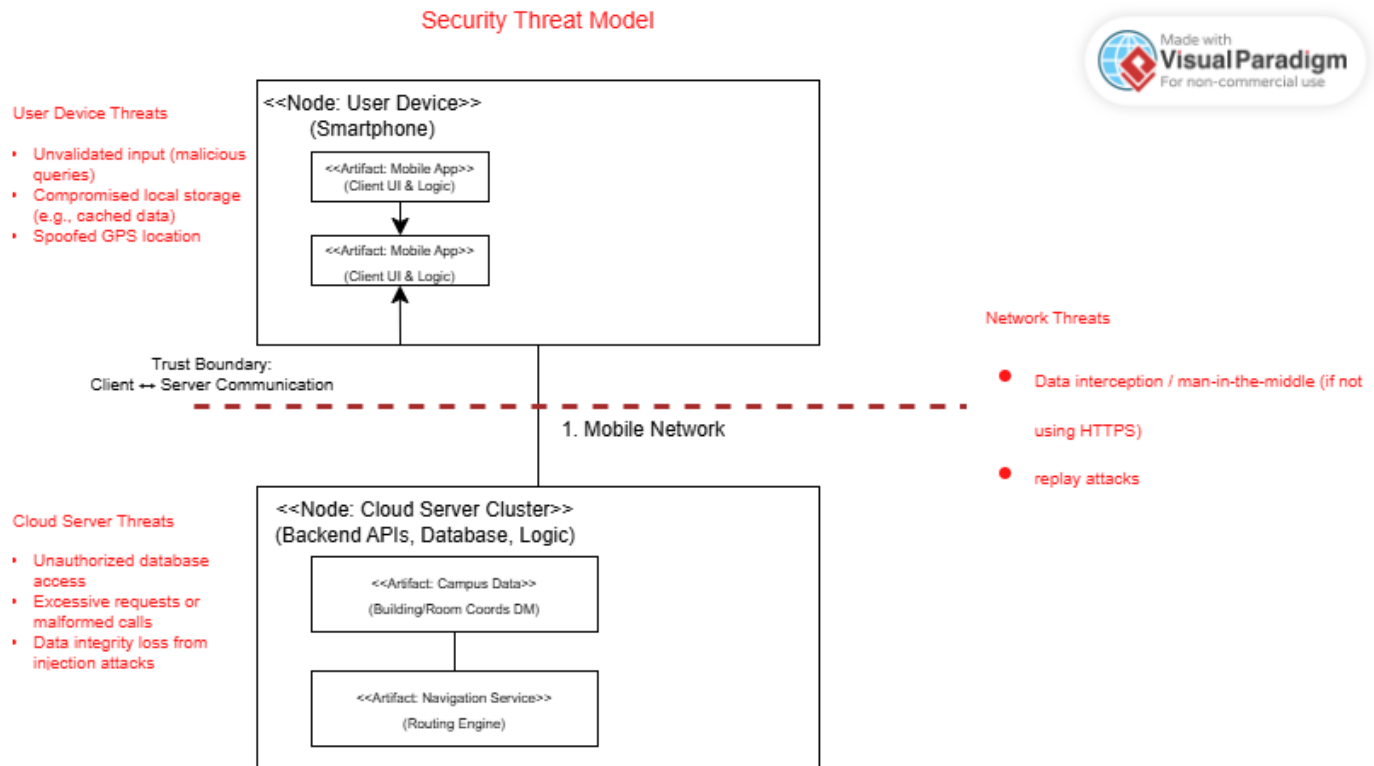 Security Threat Model
Made with
Visual Paradigm
For non-commercial use
<<Node: User Device>>
(Smartphone)
User Device Threats
• Unvalidated input (malicious
queries)
• Compromised local storage
(e.g., cached data)
• Spoofed GPS location
<<Artifact: Mobile App>>
(Client UI & Logic)
<<Artifact: Mobile App>>
(Client UI & Logic)
Network Threats
Trust Boundary:
Client ↔ Server Communication
● Data interception / man-in-the-middle (if not
using HTTPS)
● replay attacks
1. Mobile Network
<<Node: Cloud Server Cluster>>
(Backend APIs, Database, Logic)
Cloud Server Threats
• Unauthorized database
access
• Excessive requests or
malformed calls
• Data integrity loss from
injection attacks
<<Artifact: Campus Data>>
(Building/Room Coords DM)
<<Artifact: Navigation Service>>
(Routing Engine)